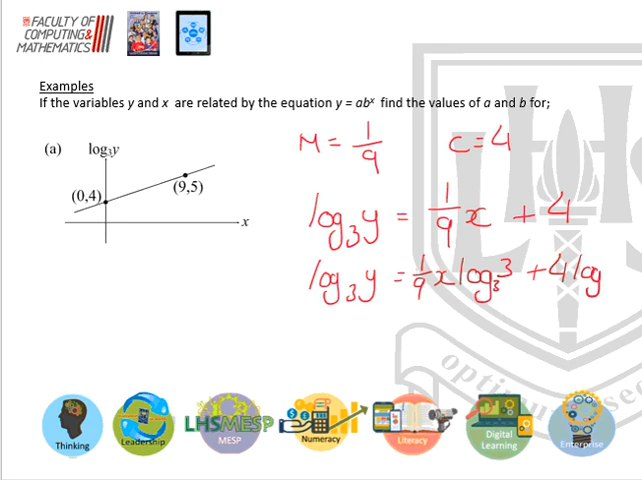 FACULTY OF
COMPUTING&
MATHEMATICS
Examples
If the variables y and x are related by the equation y = abˣ find the values of a and b for;
(a) log₃y
(0,4)
(9,5)
x
M = 1/9 C = 4
log₃y = 1/9 x + 4
log₃y = 1/9 x log₃3 + 4 log
Thinking
Leadership
LHSMESP
MESP
Numeracy
Literacy
Digital
Learning
Enterprise